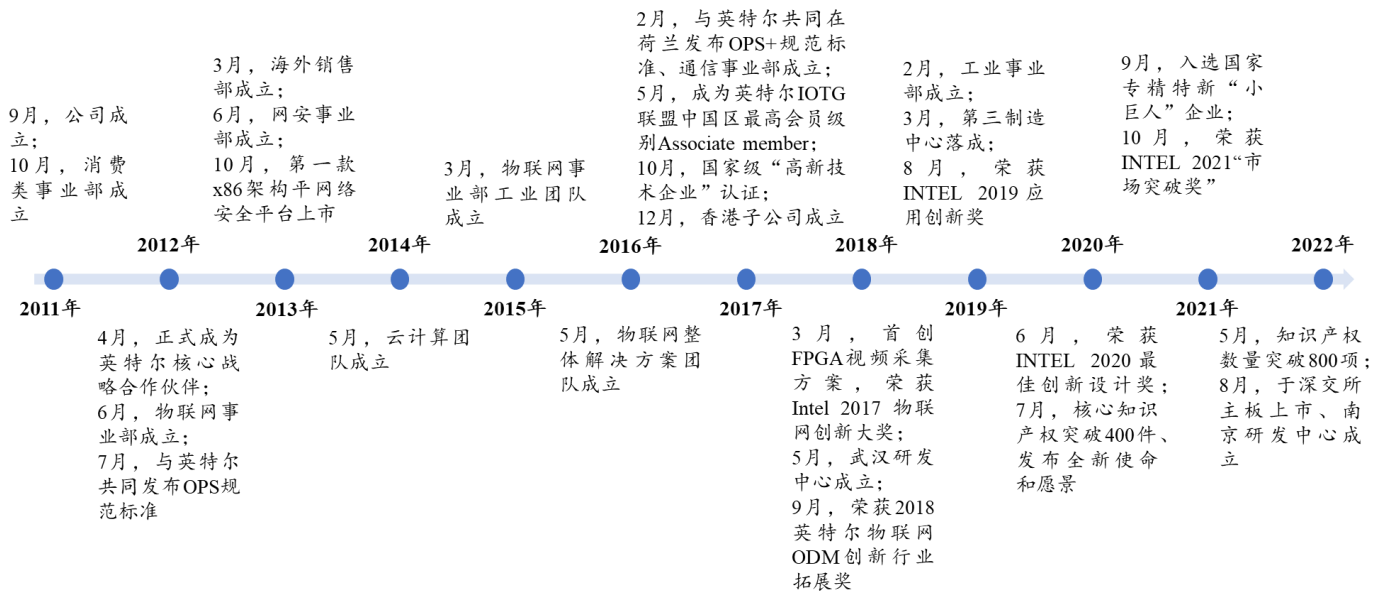 2011年
9月，公司成
立；
10月，消费
类事业部成
立
2012年
4月，正式成为
英特尔核心战
略合作伙伴；
6月，物联网事
业部成立；
7月，与英特尔
共同发布OPS规
范标准
2013年
3月，海外销售
部成立；
6月，网安事业
部成立；
10月，第一款
x86架构平网络
安全平台上市
2014年
5月，云计算团
队成立
2015年
3月，物联网事
业部工业团队
成立
2016年
5月，物联网整
体解决方案团
队成立
2017年
2月，与英特尔共同在
荷兰发布OPS+规范标
准、通信事业部成立；
5月，成为英特尔IOTG
联盟中国区最高会员级
别Associate member；
10月，国家级“高新技
术企业”认证；
12月，香港子公司成立
2018年
3月，首创
FPGA视频采集
方案，荣获
Intel 2017 物联
网创新大奖；
5月，武汉研发
中心成立；
9月，荣获2018
英特尔物联网
ODM创新行业
拓展奖
2019年
2月，工业事业
部成立；
3月，第三制造
中心落成；
8月，荣获
INTEL 2019 应
用创新奖
2020年
6月，荣获
INTEL 2020 最
佳创新设计奖；
7月，核心知识
产权突破400件、
发布全新使命
和愿景
2021年
9月，入选国家
专精特新“小
巨人”企业；
10月，荣获
INTEL 2021“市
场突破奖”
2022年
5月，知识产权
数量突破800项；
8月，于深交所
主板上市、南
京研发中心成
立